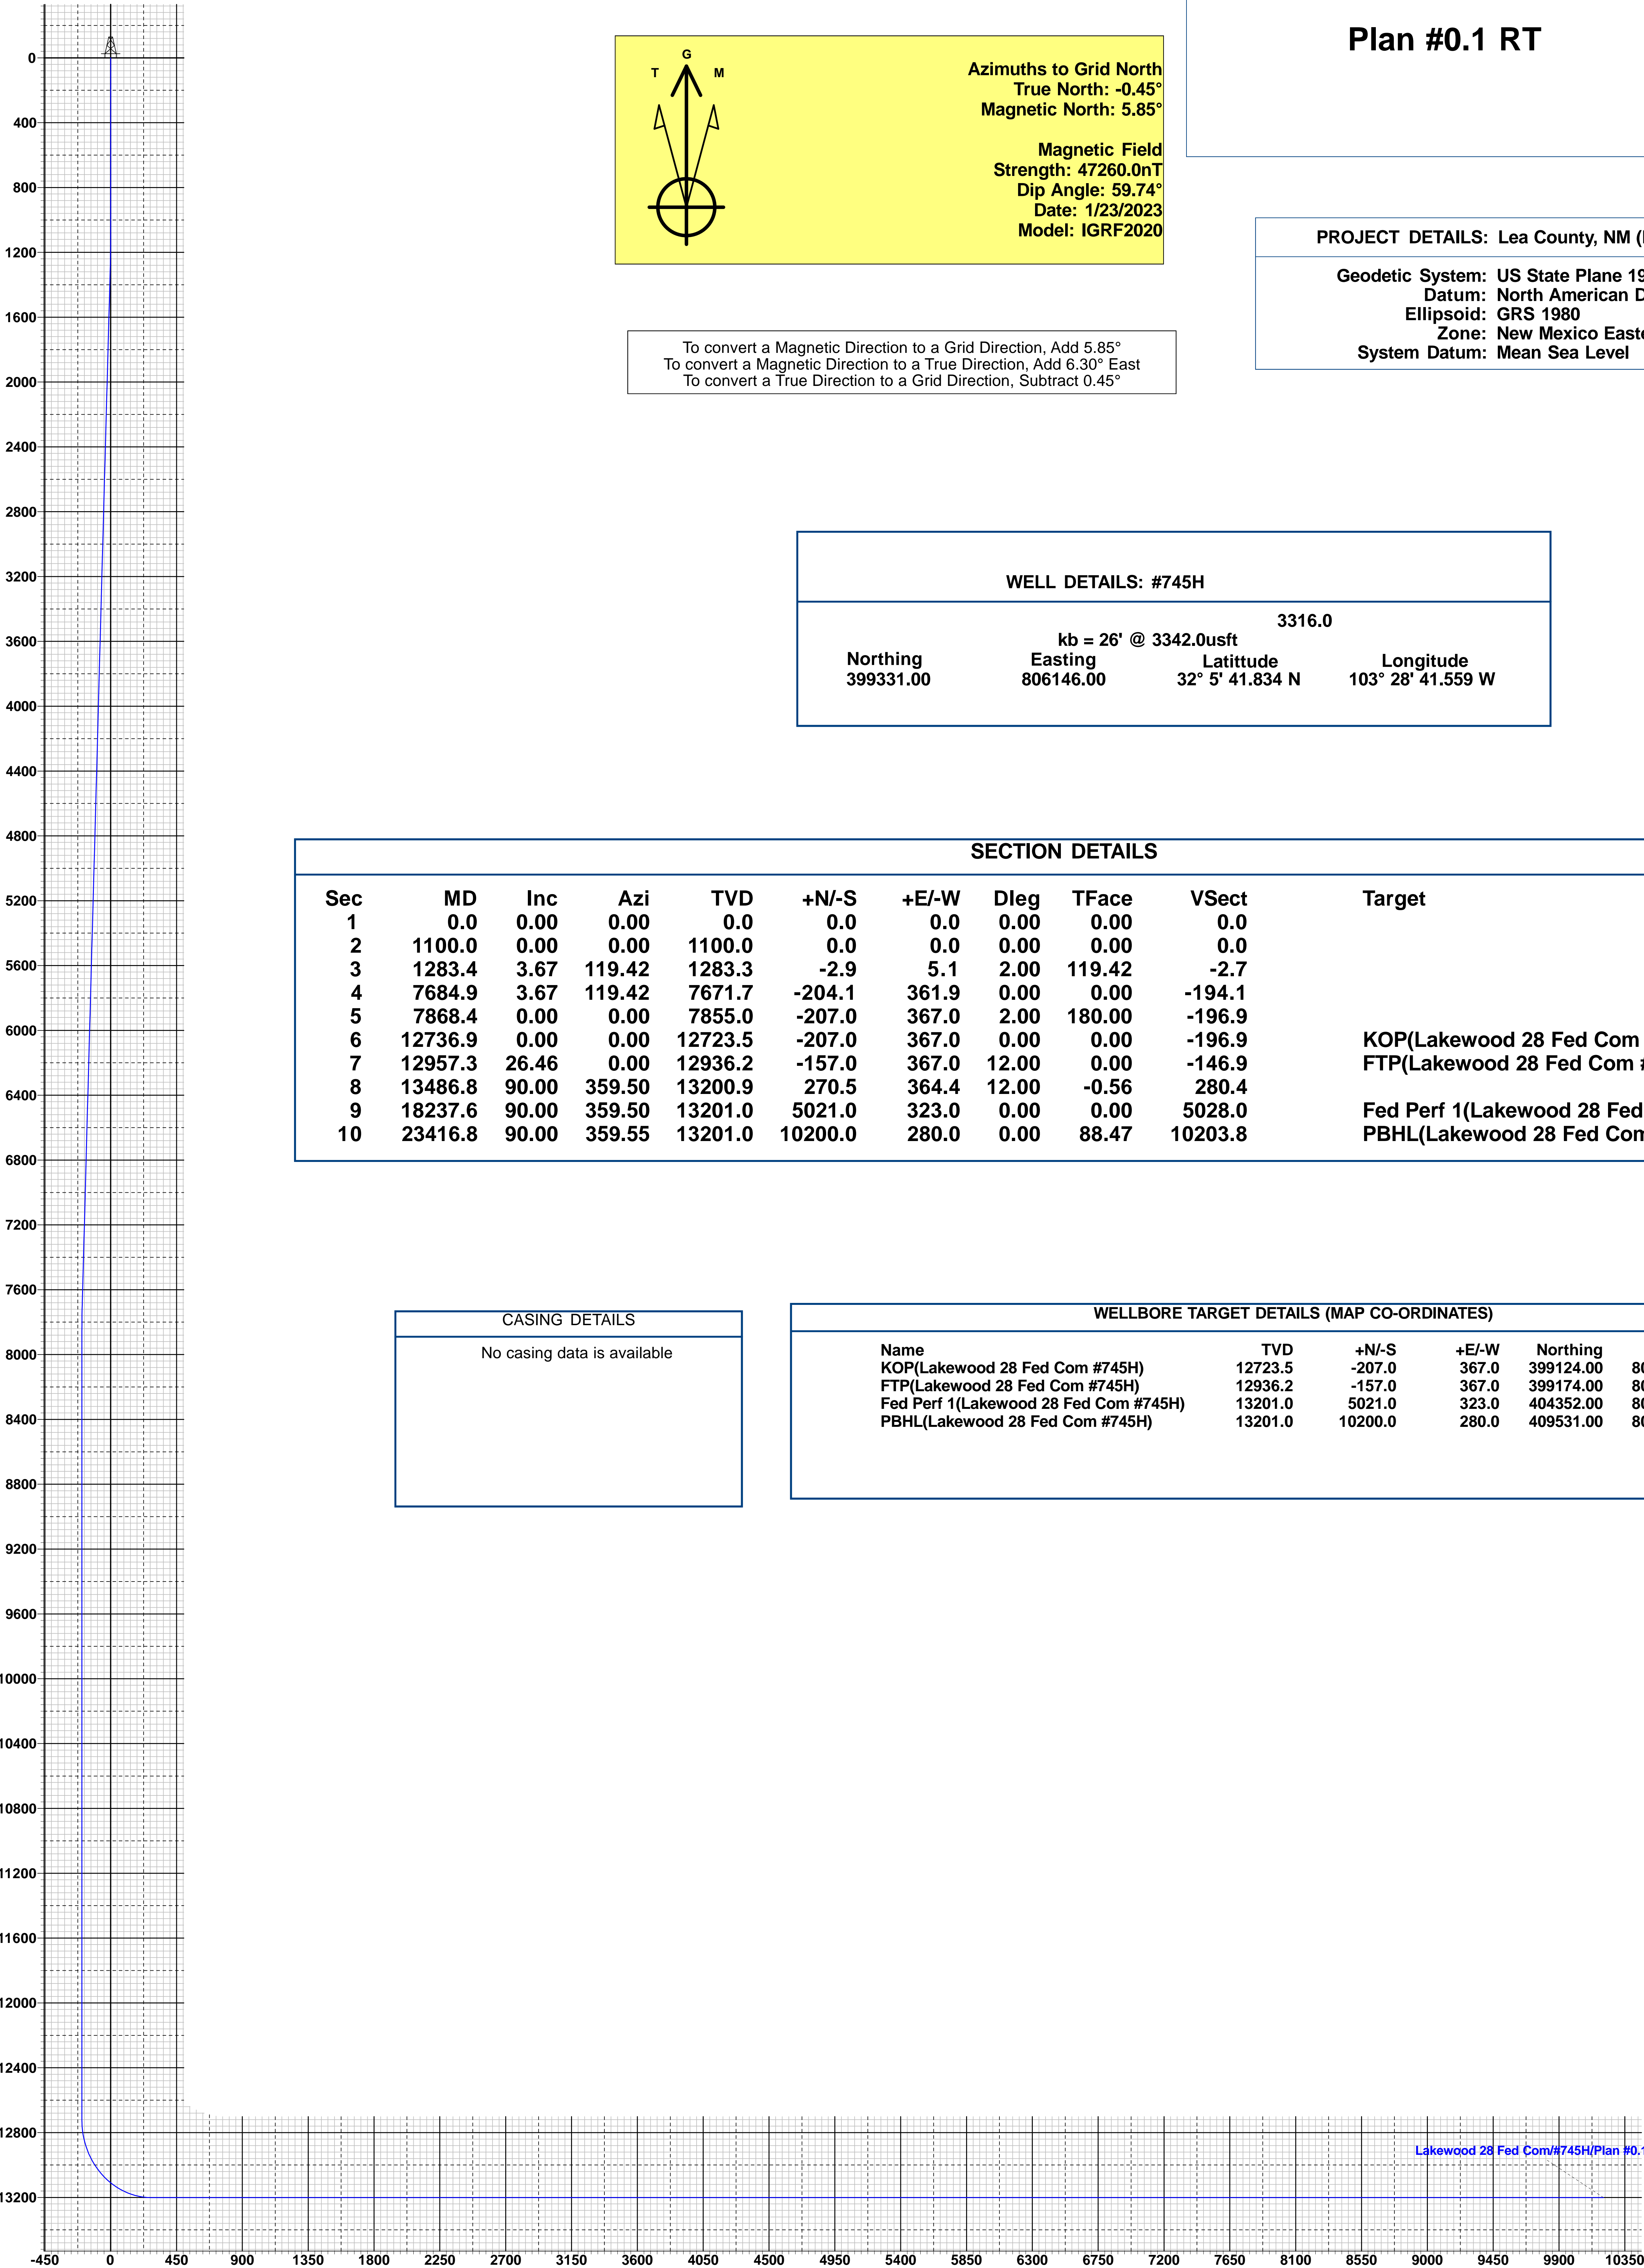 Plan #0.1 RT
T G M
Azimuths to Grid North
True North: -0.45°
Magnetic North: 5.85°
Magnetic Field
Strength: 47260.0nT
Dip Angle: 59.74°
Date: 1/23/2023
Model: IGRF2020
To convert a Magnetic Direction to a Grid Direction, Add 5.85°
To convert a Magnetic Direction to a True Direction, Add 6.30° East
To convert a True Direction to a Grid Direction, Subtract 0.45°
PROJECT DETAILS: Lea County, NM (
Geodetic System: US State Plane 19
Datum: North American D
Ellipsoid: GRS 1980
Zone: New Mexico Easte
System Datum: Mean Sea Level
WELL DETAILS: #745H
3316.0
kb = 26' @ 3342.0usft
Northing Easting Latittude Longitude
399331.00 806146.00 32° 5' 41.834 N 103° 28' 41.559 W
SECTION DETAILS
Sec MD Inc Azi TVD +N/-S +E/-W Dleg TFace VSect Target
1 0.0 0.00 0.00 0.0 0.0 0.0 0.00 0.00 0.0
2 1100.0 0.00 0.00 1100.0 0.0 0.0 0.00 0.00 0.0
3 1283.4 3.67 119.42 1283.3 -2.9 5.1 2.00 119.42 -2.7
4 7684.9 3.67 119.42 7671.7 -204.1 361.9 0.00 0.00 -194.1
5 7868.4 0.00 0.00 7855.0 -207.0 367.0 2.00 180.00 -196.9
6 12736.9 0.00 0.00 12723.5 -207.0 367.0 0.00 0.00 -196.9 KOP(Lakewood 28 Fed Com
7 12957.3 26.46 0.00 12936.2 -157.0 367.0 12.00 0.00 -146.9 FTP(Lakewood 28 Fed Com #
8 13486.8 90.00 359.50 13200.9 270.5 364.4 12.00 -0.56 280.4
9 18237.6 90.00 359.50 13201.0 5021.0 323.0 0.00 0.00 5028.0 Fed Perf 1(Lakewood 28 Fed
10 23416.8 90.00 359.55 13201.0 10200.0 280.0 0.00 88.47 10203.8 PBHL(Lakewood 28 Fed Com
CASING DETAILS
No casing data is available
WELLBORE TARGET DETAILS (MAP CO-ORDINATES)
Name TVD +N/-S +E/-W Northing
KOP(Lakewood 28 Fed Com #745H) 12723.5 -207.0 367.0 399124.00 80
FTP(Lakewood 28 Fed Com #745H) 12936.2 -157.0 367.0 399174.00 80
Fed Perf 1(Lakewood 28 Fed Com #745H) 13201.0 5021.0 323.0 404352.00 80
PBHL(Lakewood 28 Fed Com #745H) 13201.0 10200.0 280.0 409531.00 80
0
400
800
1200
1600
2000
2400
2800
3200
3600
4000
4400
4800
5200
5600
6000
6400
6800
7200
7600
8000
8400
8800
9200
9600
10000
10400
10800
11200
11600
12000
12400
12800
13200
Lakewood 28 Fed Com/#745H/Plan #0.1
-450 0 450 900 1350 1800 2250 2700 3150 3600 4050 4500 4950 5400 5850 6300 6750 7200 7650 8100 8550 9000 9450 9900 10350